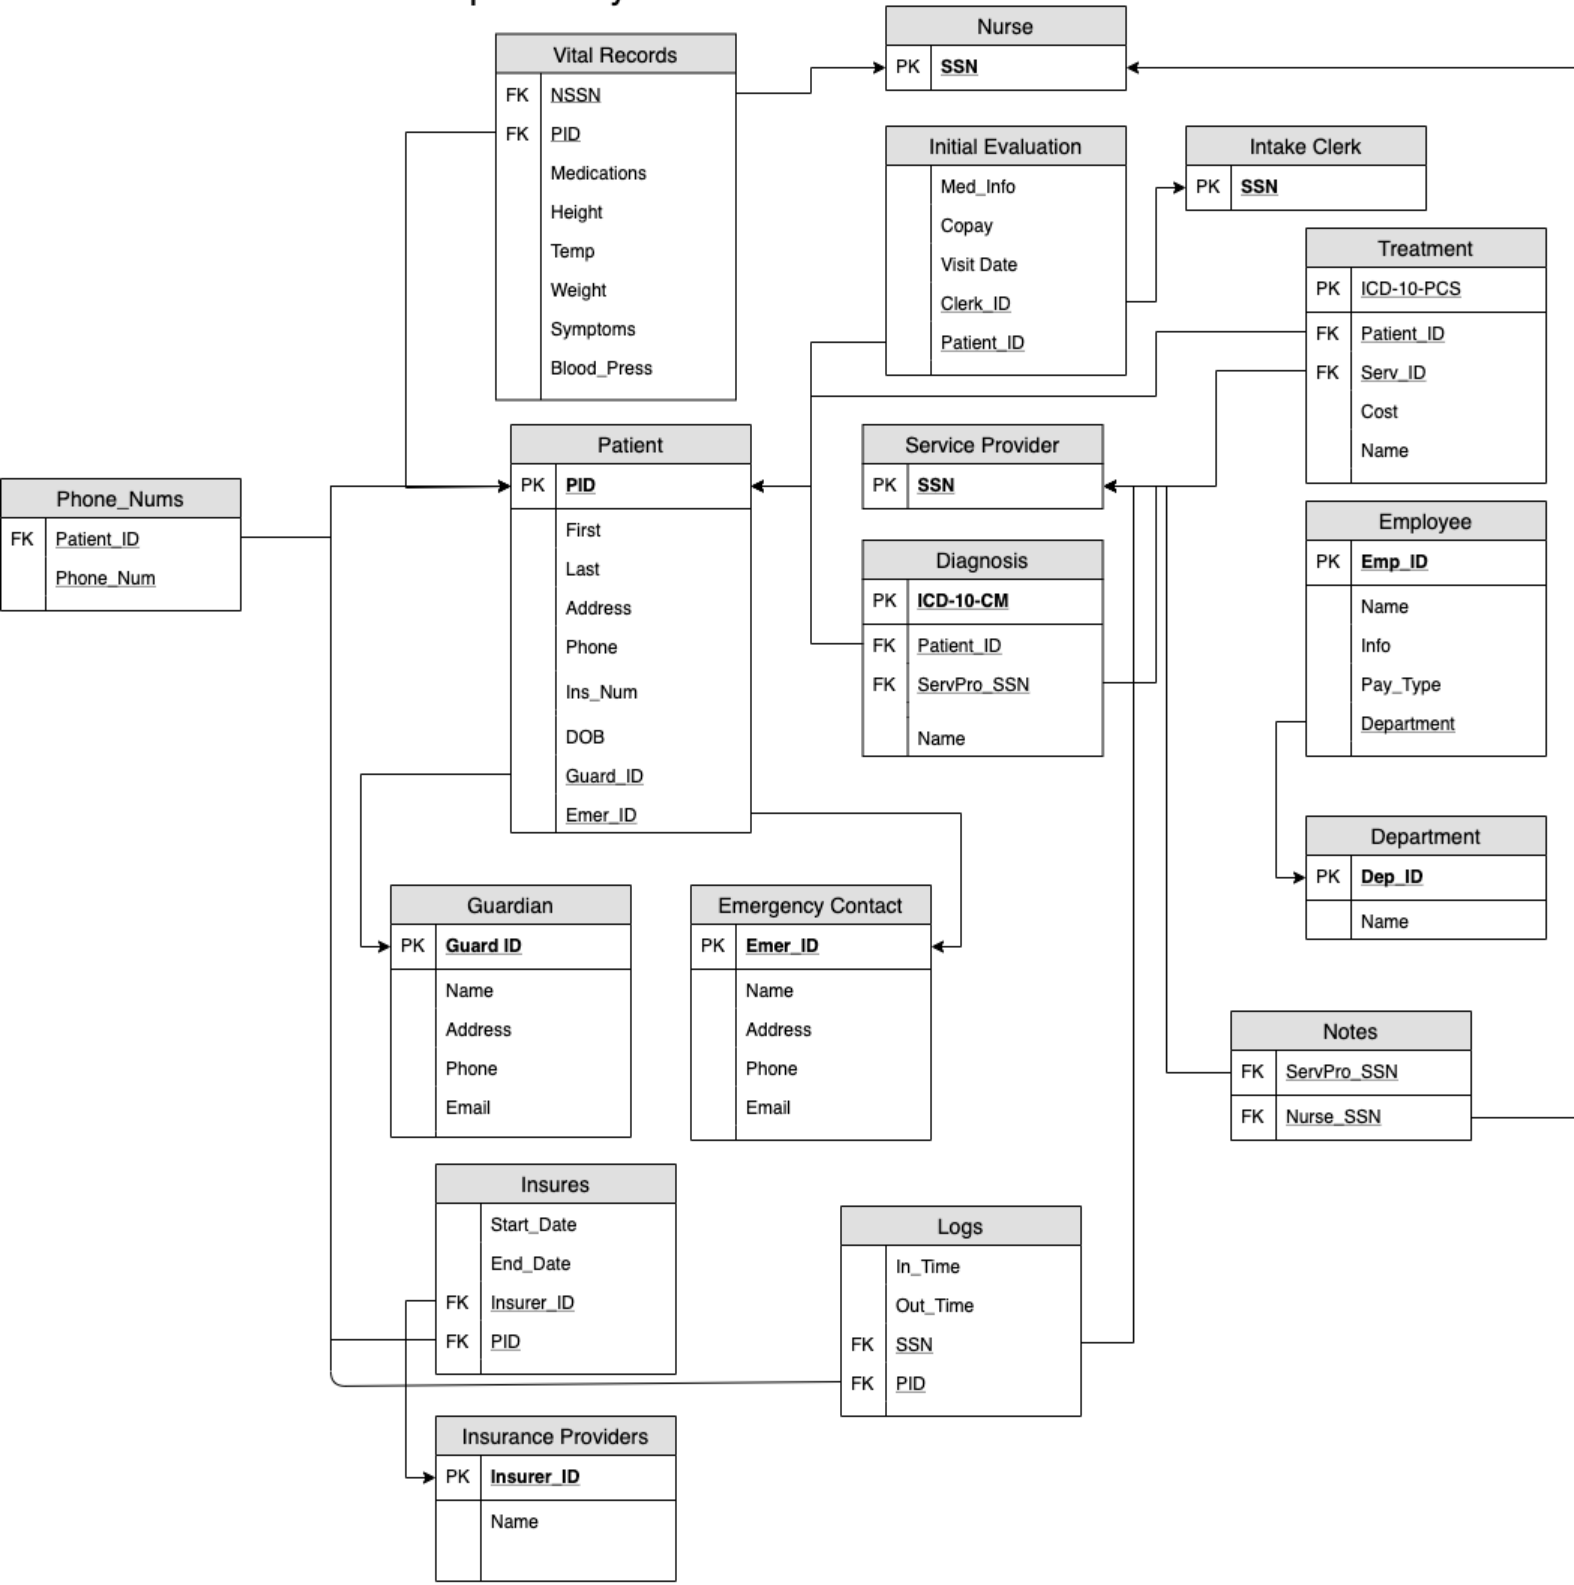 Vital Records
FK NSSN
FK PID
Medications
Height
Temp
Weight
Symptoms
Blood_Press
Nurse
PK SSN
Initial Evaluation
Med_Info
Copay
Visit Date
Clerk_ID
Patient_ID
Intake Clerk
PK SSN
Treatment
PK ICD-10-PCS
FK Patient_ID
FK Serv_ID
Cost
Name
Phone_Nums
FK Patient_ID
Phone_Num
Patient
PK PID
First
Last
Address
Phone
Ins_Num
DOB
Guard_ID
Emer_ID
Service Provider
PK SSN
Diagnosis
PK ICD-10-CM
FK Patient_ID
FK ServPro_SSN
Name
Employee
PK Emp_ID
Name
Info
Pay_Type
Department
Department
PK Dep_ID
Name
Guardian
PK Guard ID
Name
Address
Phone
Email
Emergency Contact
PK Emer_ID
Name
Address
Phone
Email
Notes
FK ServPro_SSN
FK Nurse_SSN
Insures
Start_Date
End_Date
FK Insurer_ID
FK PID
Logs
In_Time
Out_Time
FK SSN
FK PID
Insurance Providers
PK Insurer_ID
Name